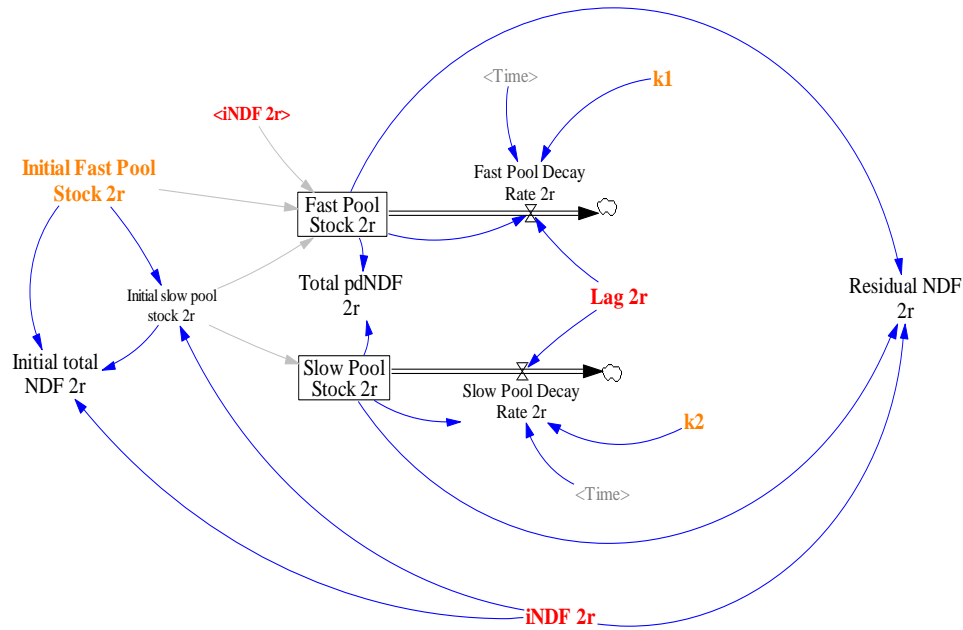 <Time>
k1
<iNDF 2r>
Initial Fast Pool
Stock 2r
Fast Pool Decay
Rate 2r
Fast Pool
Stock 2r
Total pdNDF
2r
Initial slow pool
stock 2r
Lag 2r
Residual NDF
2r
Initial total
NDF 2r
Slow Pool
Stock 2r
Slow Pool Decay
Rate 2r
k2
<Time>
iNDF 2r